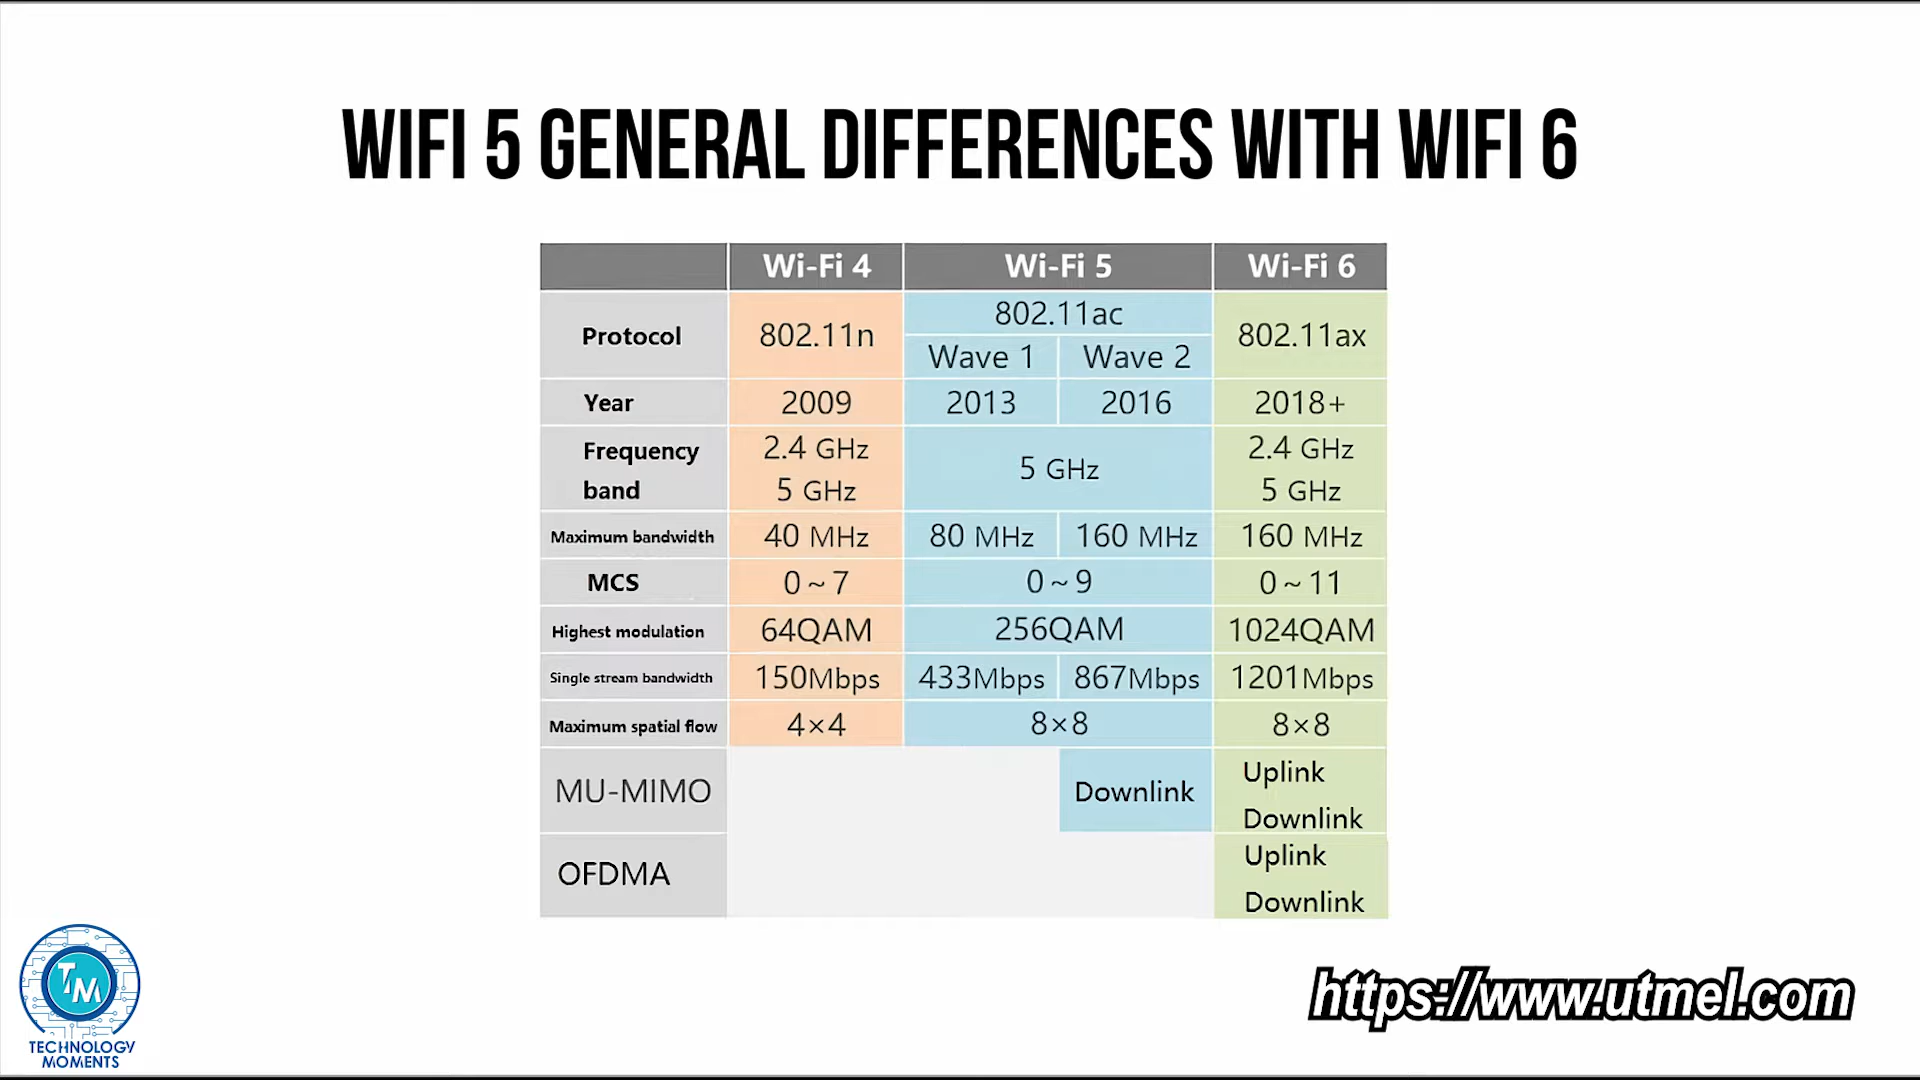 WIFI 5 GENERAL DIFFERENCES WITH WIFI 6
Wi-Fi 4 Wi-Fi 5 Wi-Fi 6
Protocol 802.11n 802.11ac 802.11ax
Wave 1 Wave 2
Year 2009 2013 2016 2018+
Frequency band 2.4 GHz 5 GHz 5 GHz 2.4 GHz 5 GHz
Maximum bandwidth 40 MHz 80 MHz 160 MHz 160 MHz
MCS 0~7 0~9 0~11
Highest modulation 64QAM 256QAM 1024QAM
Single stream bandwidth 150Mbps 433Mbps 867Mbps 1201Mbps
Maximum spatial flow 4×4 8×8 8×8
MU-MIMO Downlink Uplink Downlink
OFDMA Uplink Downlink
TM
TECHNOLOGY
MOMENTS
https://www.utmel.com